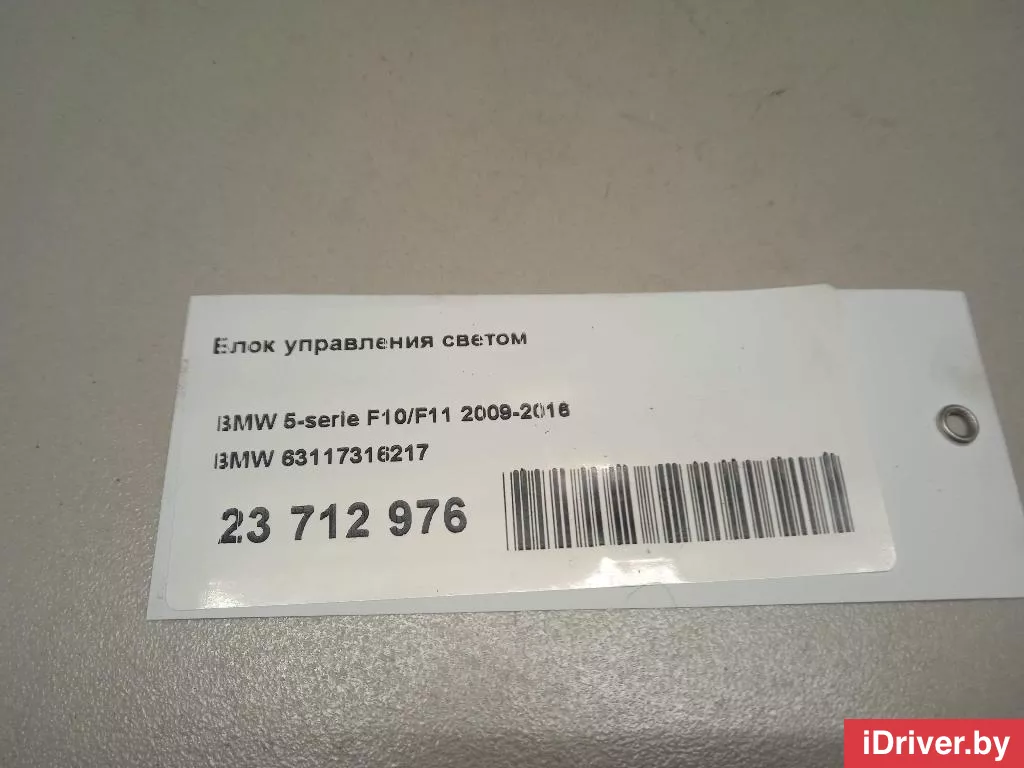 Блок управления светом
BMW 5-serie F10/F11 2009-2016
BMW 63117316217
23 712 976
iDriver.by